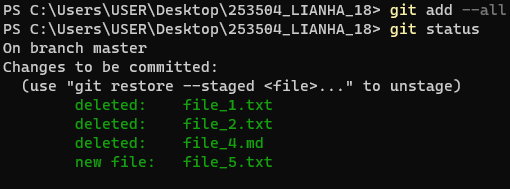 PS C:\Users\USER\Desktop\253504_LIANHA_18> git add --all
PS C:\Users\USER\Desktop\253504_LIANHA_18> git status
On branch master
Changes to be committed:
  (use "git restore --staged <file>..." to unstage)
        deleted:    file_1.txt
        deleted:    file_2.txt
        deleted:    file_4.md
        new file:   file_5.txt